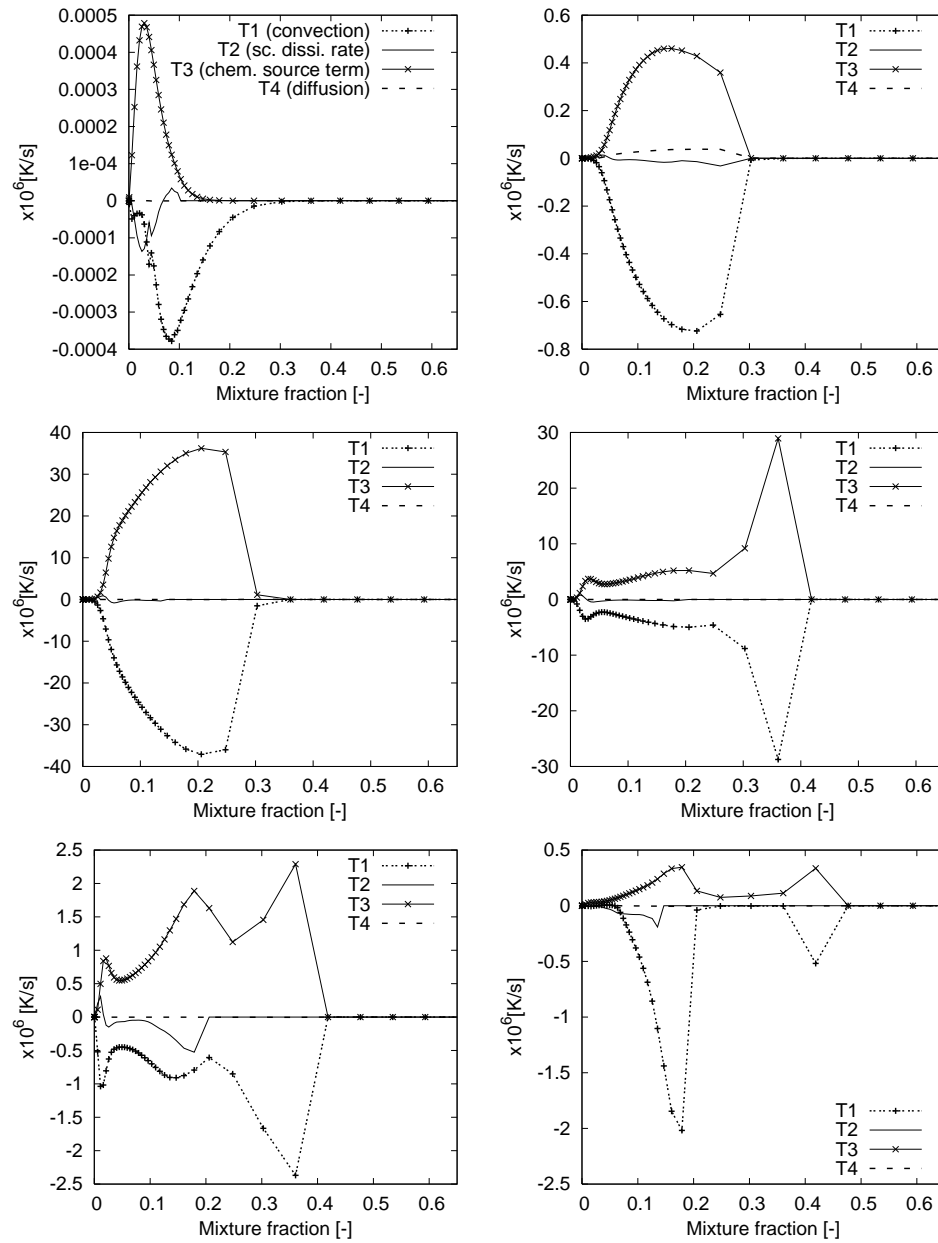 T1 (convection)
T2 (sc. dissi. rate)
T3 (chem. source term)
T4 (diffusion)
x10^6[K/s]
0.0005
0.0004
0.0003
0.0002
1e-04
0
-0.0001
-0.0002
-0.0003
-0.0004
0 0.1 0.2 0.3 0.4 0.5 0.6
Mixture fraction [-]
T1
T2
T3
T4
x10^6[K/s]
0.6
0.4
0.2
0
-0.2
-0.4
-0.6
-0.8
0 0.1 0.2 0.3 0.4 0.5 0.6
Mixture fraction [-]
T1
T2
T3
T4
x10^6[K/s]
40
30
20
10
0
-10
-20
-30
-40
0 0.1 0.2 0.3 0.4 0.5 0.6
Mixture fraction [-]
T1
T2
T3
T4
x10^6[K/s]
30
20
10
0
-10
-20
-30
0 0.1 0.2 0.3 0.4 0.5 0.6
Mixture fraction [-]
T1
T2
T3
T4
x10^6 [K/s]
2.5
2
1.5
1
0.5
0
-0.5
-1
-1.5
-2
-2.5
0 0.1 0.2 0.3 0.4 0.5 0.6
Mixture fraction [-]
x10^6[K/s]
0.5
0
-0.5
-1
-1.5
-2
-2.5
T1
T2
T3
T4
0 0.1 0.2 0.3 0.4 0.5 0.6
Mixture fraction [-]